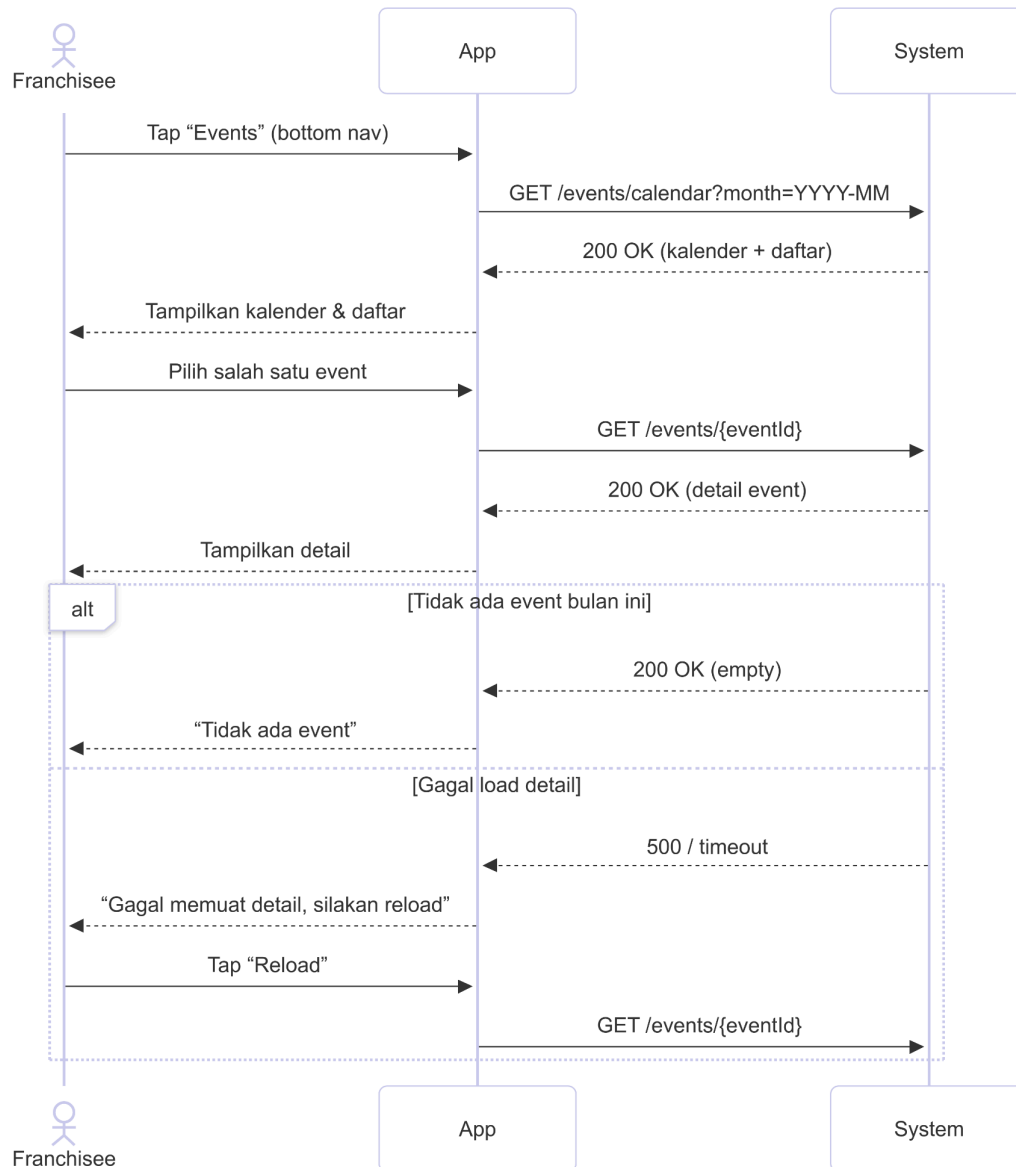 Franchisee
App
System
Tap “Events” (bottom nav)
GET /events/calendar?month=YYYY-MM
200 OK (kalender + daftar)
Tampilkan kalender & daftar
Pilih salah satu event
GET /events/{eventId}
200 OK (detail event)
Tampilkan detail
alt
[Tidak ada event bulan ini]
200 OK (empty)
“Tidak ada event”
[Gagal load detail]
500 / timeout
“Gagal memuat detail, silakan reload”
Tap “Reload”
GET /events/{eventId}
Franchisee
App
System